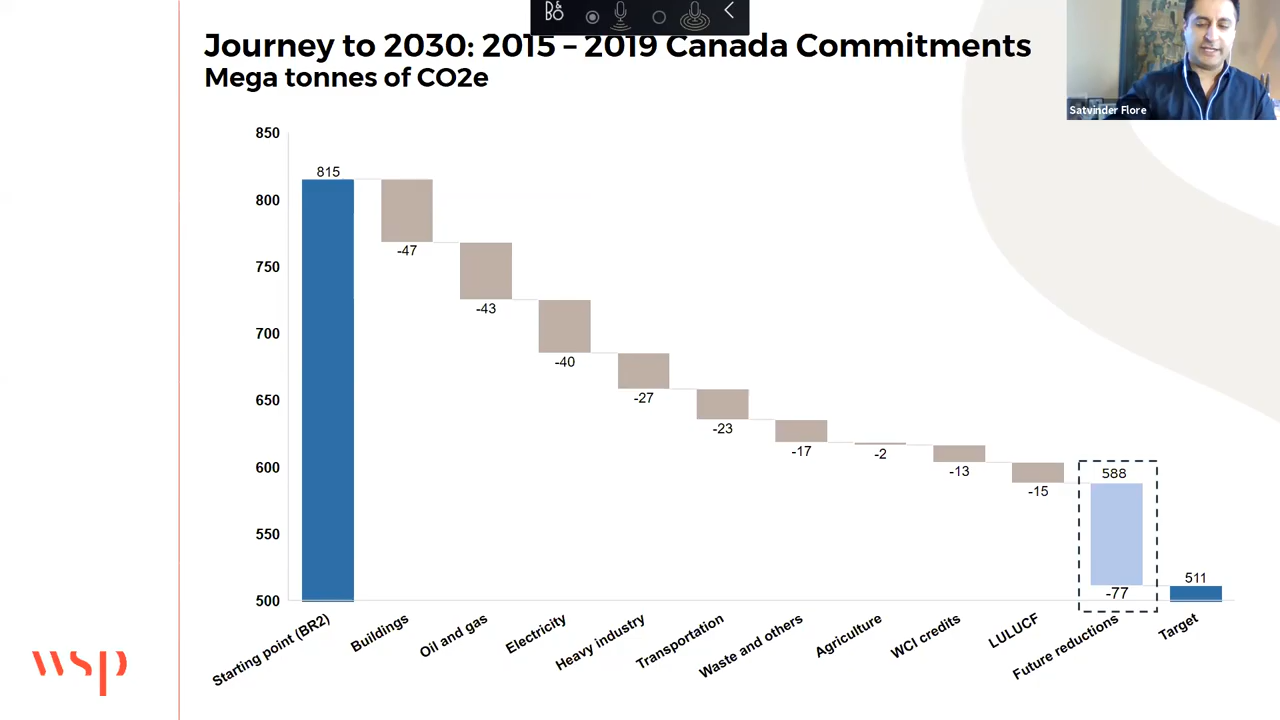 B&O
Journey to 2030: 2015 – 2019 Canada Commitments
Mega tonnes of CO2e
Satvinder Flore
850
800
750
700
650
600
550
500
815
-47
-43
-40
-27
-23
-17
-2
-13
-15
588
-77
511
Starting point (BR2)
Buildings
Oil and gas
Electricity
Heavy industry
Transportation
Waste and others
Agriculture
WCI credits
LULUCF
Future reductions
Target
wsp